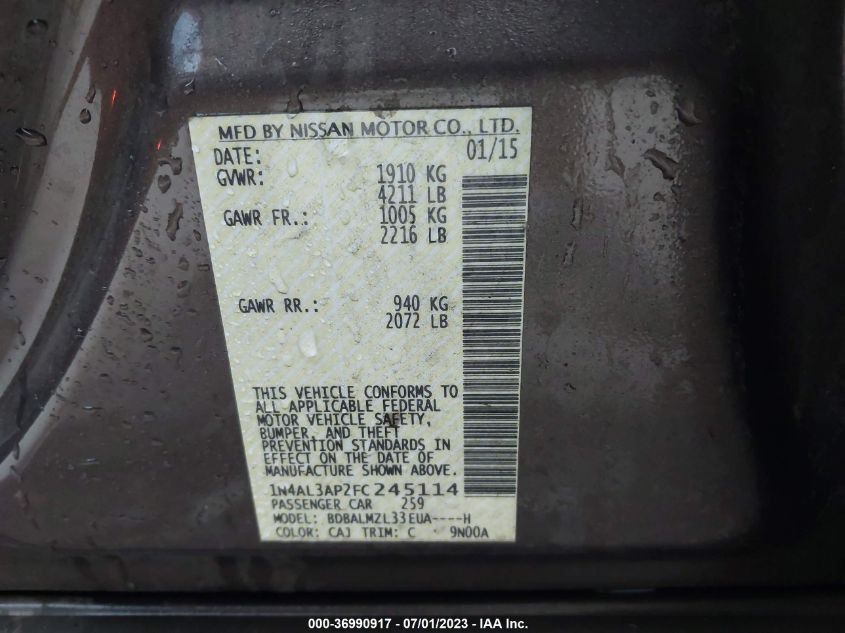 MFD BY NISSAN MOTOR CO., LTD.
DATE: 01/15
GVWR: 1910 KG
4211 LB
GAWR FR.: 1005 KG
2216 LB
GAWR RR.: 940 KG
2072 LB
THIS VEHICLE CONFORMS TO
ALL APPLICABLE FEDERAL
MOTOR VEHICLE SAFETY,
BUMPER, AND THEFT
PREVENTION STANDARDS IN
EFFECT ON THE DATE OF
MANUFACTURE SHOWN ABOVE.
1N4AL3AP2FC245114
PASSENGER CAR 259
MODEL: BDBALMZL33EUA----H
COLOR: CAJ TRIM: C 9N00A
000-36990917 - 07/01/2023 - IAA Inc.